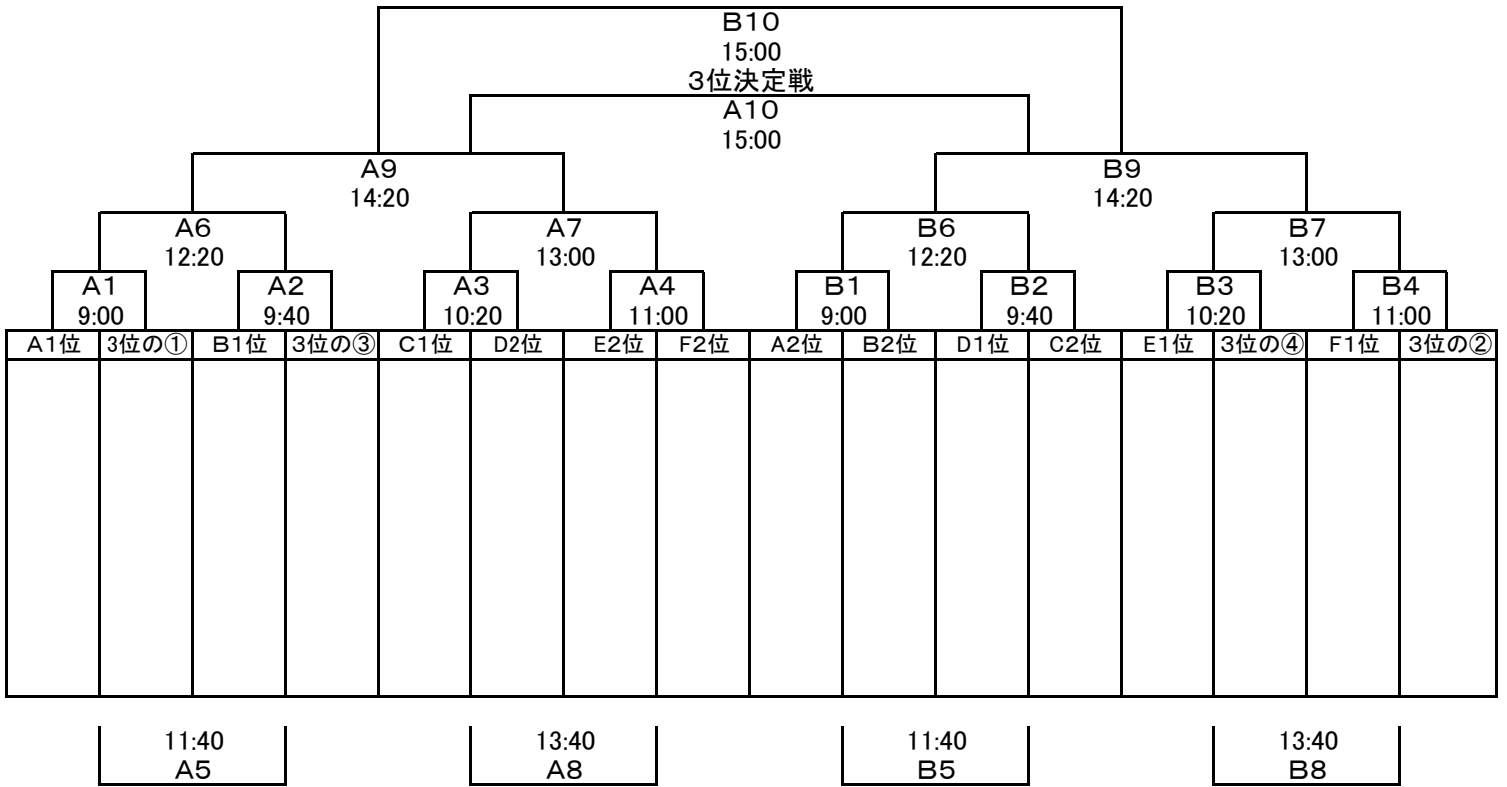 B10
15:00
3位決定戦
A10
15:00
A9 B9
14:20 14:20
A6 A7 B6 B7
12:20 13:00 12:20 13:00
A1 A2 A3 A4 B1 B2 B3 B4
9:00 9:40 10:20 11:00 9:00 9:40 10:20 11:00
A1位 3位の① B1位 3位の③ C1位 D2位 E2位 F2位 A2位 B2位 D1位 C2位 E1位 3位の④ F1位 3位の②
11:40 13:40 11:40 13:40
A5 A8 B5 B8